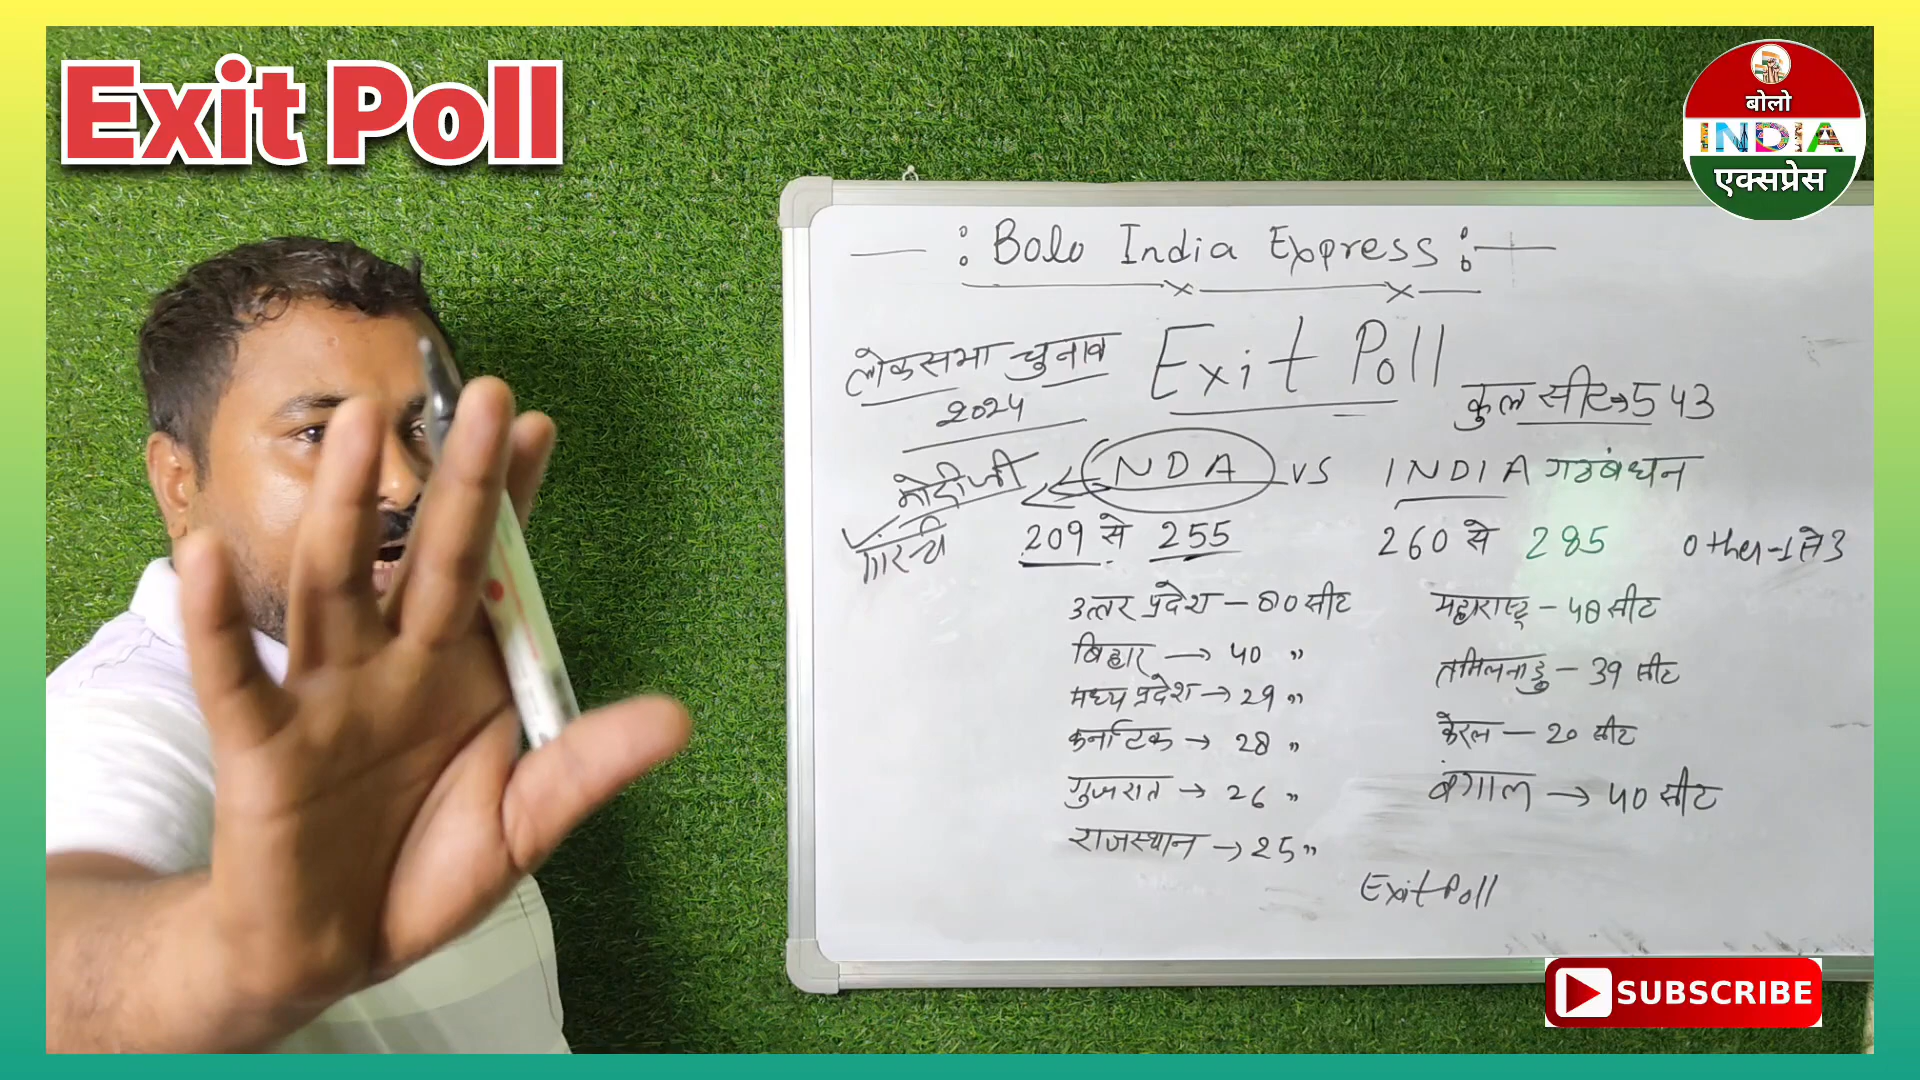 Exit Poll
बोलो
INDIA
एक्सप्रेस
: Bolo India Express :
लोकसभा चुनाव
2024
Exit Poll
कुल सीट→543
मोदीजी
NDA vs INDIA गठबंधन
209 से 255
260 से 285
other-1से3
उत्तर प्रदेश – 80 सीट
बिहार → 40 "
मध्य प्रदेश → 29 "
कर्नाटिक → 28 "
गुजरात → 26 "
राजस्थान → 25 "
महाराष्ट्र – 48 सीट
तमिलनाडु – 39 सीट
केरल – 20 सीट
बंगाल → 40 सीट
Exit Poll
SUBSCRIBE